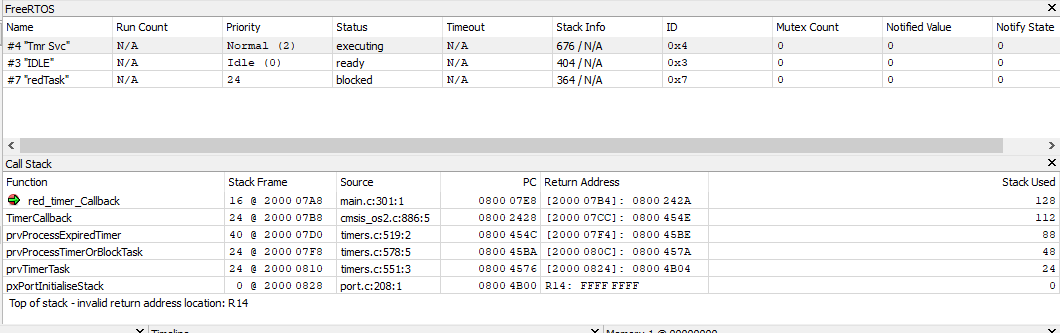 FreeRTOS
Name Run Count Priority Status Timeout Stack Info ID Mutex Count Notified Value Notify State
#4 "Tmr Svc" N/A Normal (2) executing N/A 676 / N/A 0x4 0 0 0
#3 "IDLE" N/A Idle (0) ready N/A 404 / N/A 0x3 0 0 0
#7 "redTask" N/A 24 blocked N/A 364 / N/A 0x7 0 0 0
Call Stack
Function Stack Frame Source PC Return Address Stack Used
red_timer_Callback 16 @ 2000 07A8 main.c:301:1 0800 07E8 [2000 07B4]: 0800 242A 128
TimerCallback 24 @ 2000 07B8 cmsis_os2.c:886:5 0800 2428 [2000 07CC]: 0800 454E 112
prvProcessExpiredTimer 40 @ 2000 07D0 timers.c:519:2 0800 454C [2000 07F4]: 0800 45BE 88
prvProcessTimerOrBlockTask 24 @ 2000 07F8 timers.c:578:5 0800 45BA [2000 080C]: 0800 457A 48
prvTimerTask 24 @ 2000 0810 timers.c:551:3 0800 4576 [2000 0824]: 0800 4B04 24
pxPortInitialiseStack 0 @ 2000 0828 port.c:208:1 0800 4B00 R14: FFFF FFFF 0
Top of stack - invalid return address location: R14